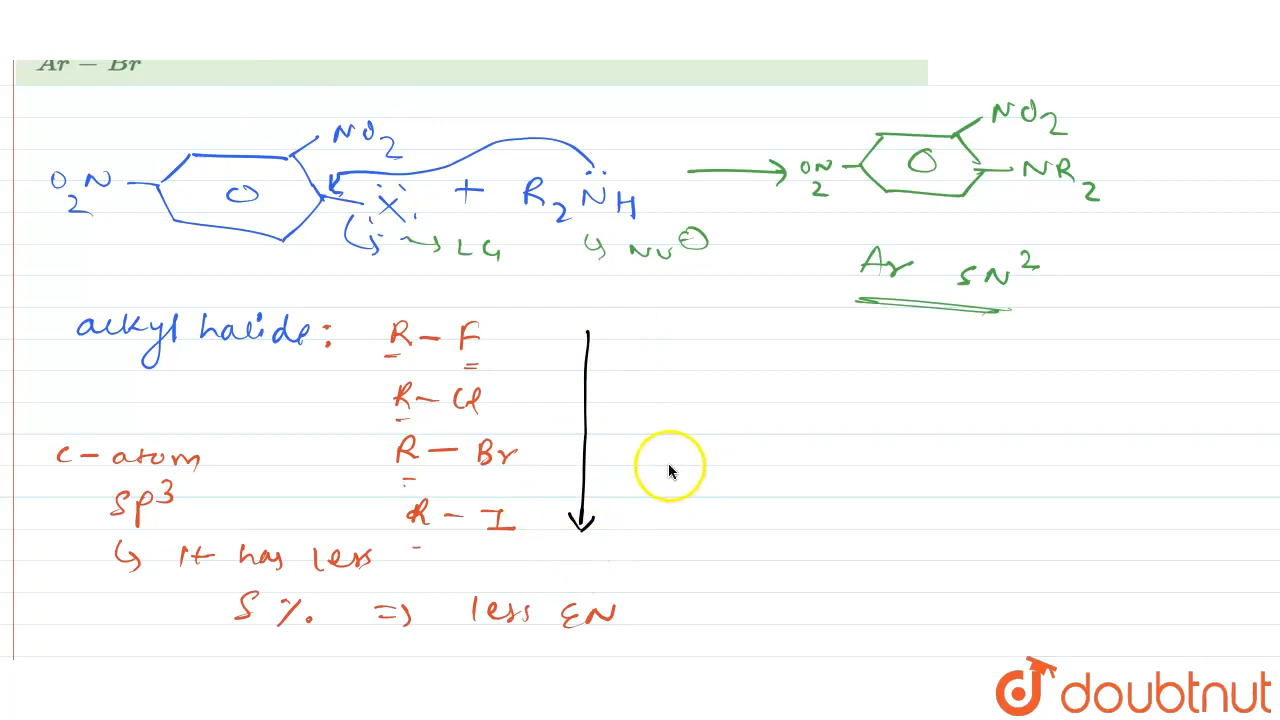 Ar - Br
O2N NO2 X + R2NH → O2N NO2 NR2
LG NU⊖
Ar SN2
alkyl halide : R - F
R - Cl
R - Br
R - I
C - atom
sp3
↳ It has less
S %. ⇒ less EN
doubtnut